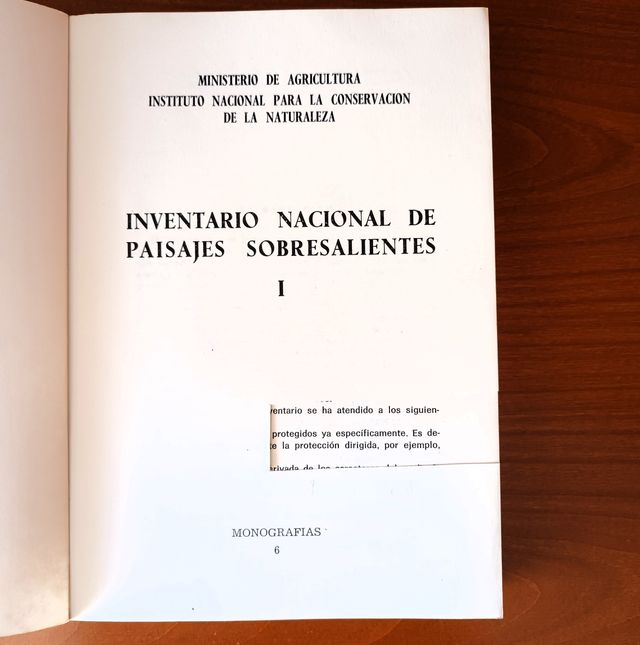 MINISTERIO DE AGRICULTURA
INSTITUTO NACIONAL PARA LA CONSERVACION
DE LA NATURALEZA
INVENTARIO NACIONAL DE
PAISAJES SOBRESALIENTES
I
ventario se ha atendido a los siguien-
protegidos ya específicamente. Es de-
la protección dirigida, por ejemplo,
MONOGRAFIAS
6